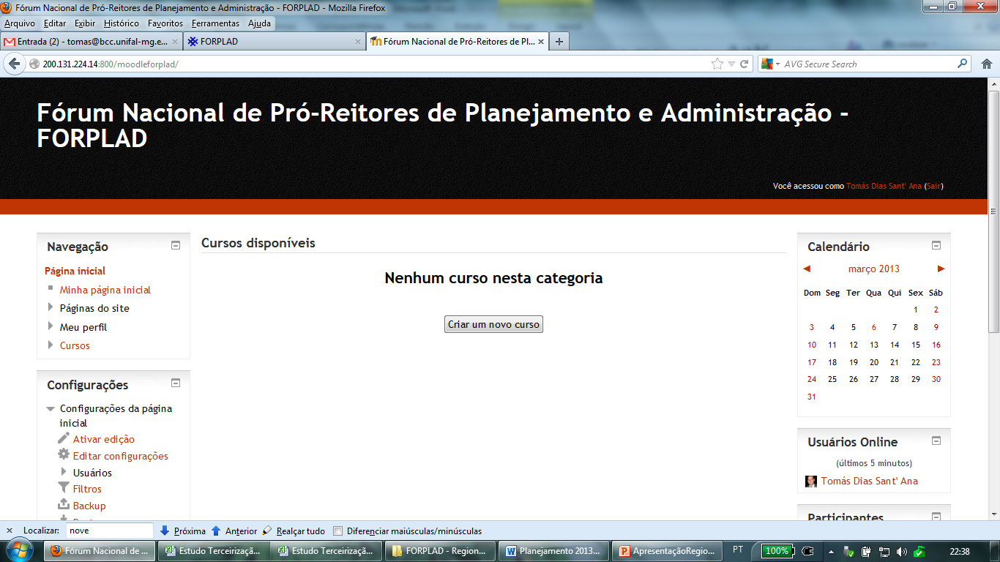 Fórum Nacional de Pró-Reitores de Planejamento e Administração - FORPLAD - Mozilla Firefox
Arquivo Editar Exibir Histórico Favoritos Ferramentas Ajuda
Entrada (2) - tomas@bcc.unifal-mg.e...
FORPLAD
Fórum Nacional de Pró-Reitores de Pl...
200.131.224.14:800/moodleforplad/
AVG Secure Search
Fórum Nacional de Pró-Reitores de Planejamento e Administração -
FORPLAD
Você acessou como Tomás Dias Sant' Ana (Sair)
Navegação
Página inicial
Minha página inicial
Páginas do site
Meu perfil
Cursos
Configurações
Configurações da página
inicial
Ativar edição
Editar configurações
Usuários
Filtros
Backup
Cursos disponíveis
Nenhum curso nesta categoria
Criar um novo curso
Calendário
março 2013
Dom Seg Ter Qua Qui Sex Sáb
1 2
3 4 5 6 7 8 9
10 11 12 13 14 15 16
17 18 19 20 21 22 23
24 25 26 27 28 29 30
31
Usuários Online
(últimos 5 minutos)
Tomás Dias Sant' Ana
Participantes
Localizar: nove Próxima Anterior Realçar tudo Diferenciar maiúsculas/minúsculas
Fórum Nacional de ...
Estudo Terceirizaçã...
Estudo Terceirizaçã...
FORPLAD - Region...
Planejamento 2013...
ApresentaçãoRegio...
PT
100%
22:38